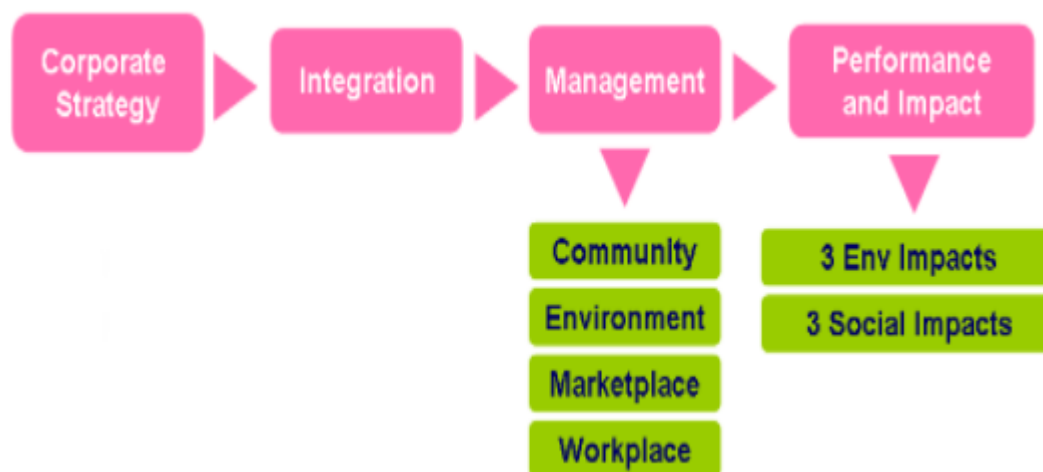 Corporate
Strategy
Integration
Management
Performance
and Impact
Community
Environment
Marketplace
Workplace
3 Env Impacts
3 Social Impacts